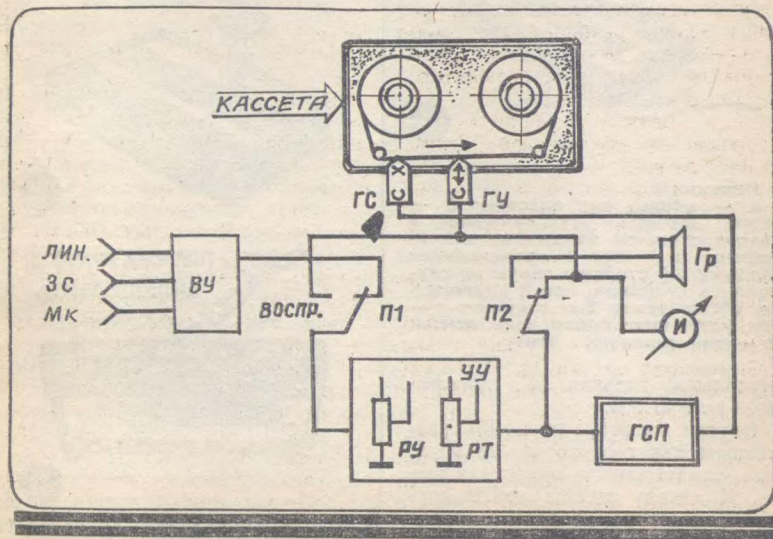 КАССЕТА
ГС
ГУ
ЛИН.
ЗС
МК
ВУ
ВОСПР.
П1
П2
Гр
И
УУ
РУ
РТ
ГСП